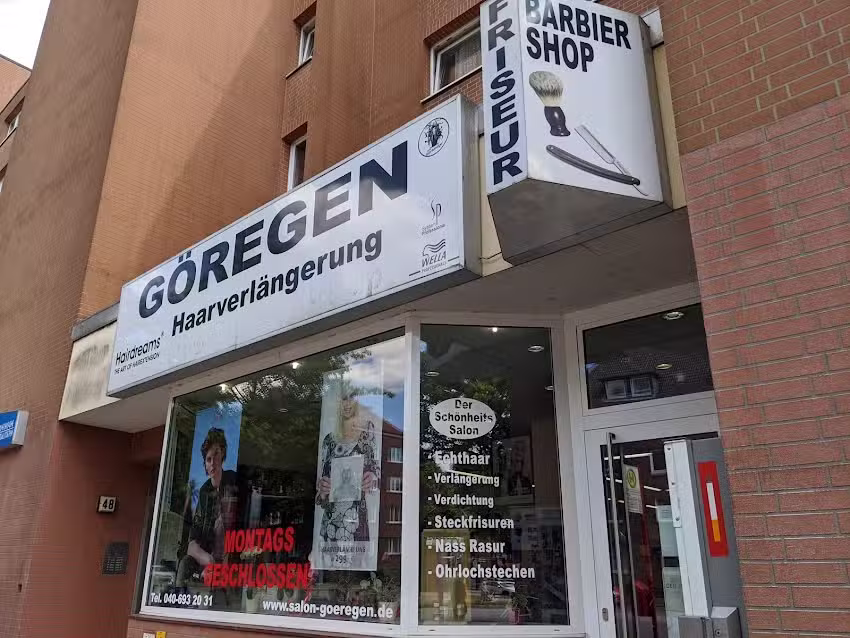 FRISEUR
BARBIER
SHOP
GÖREGEN
Haarverlängerung
Hairdreams
THE ART OF HAIREXTENSION
Sp
WELLA
48
MONTAGS
GESCHLOSSEN
Tel. 040-693 20 31
www.salon-goeregen.de
Der
Schönheits
Salon
- Echthaar
- Verlängerung
- Verdichtung
- Steckfrisuren
- Nass Rasur
- Ohrlochstechen